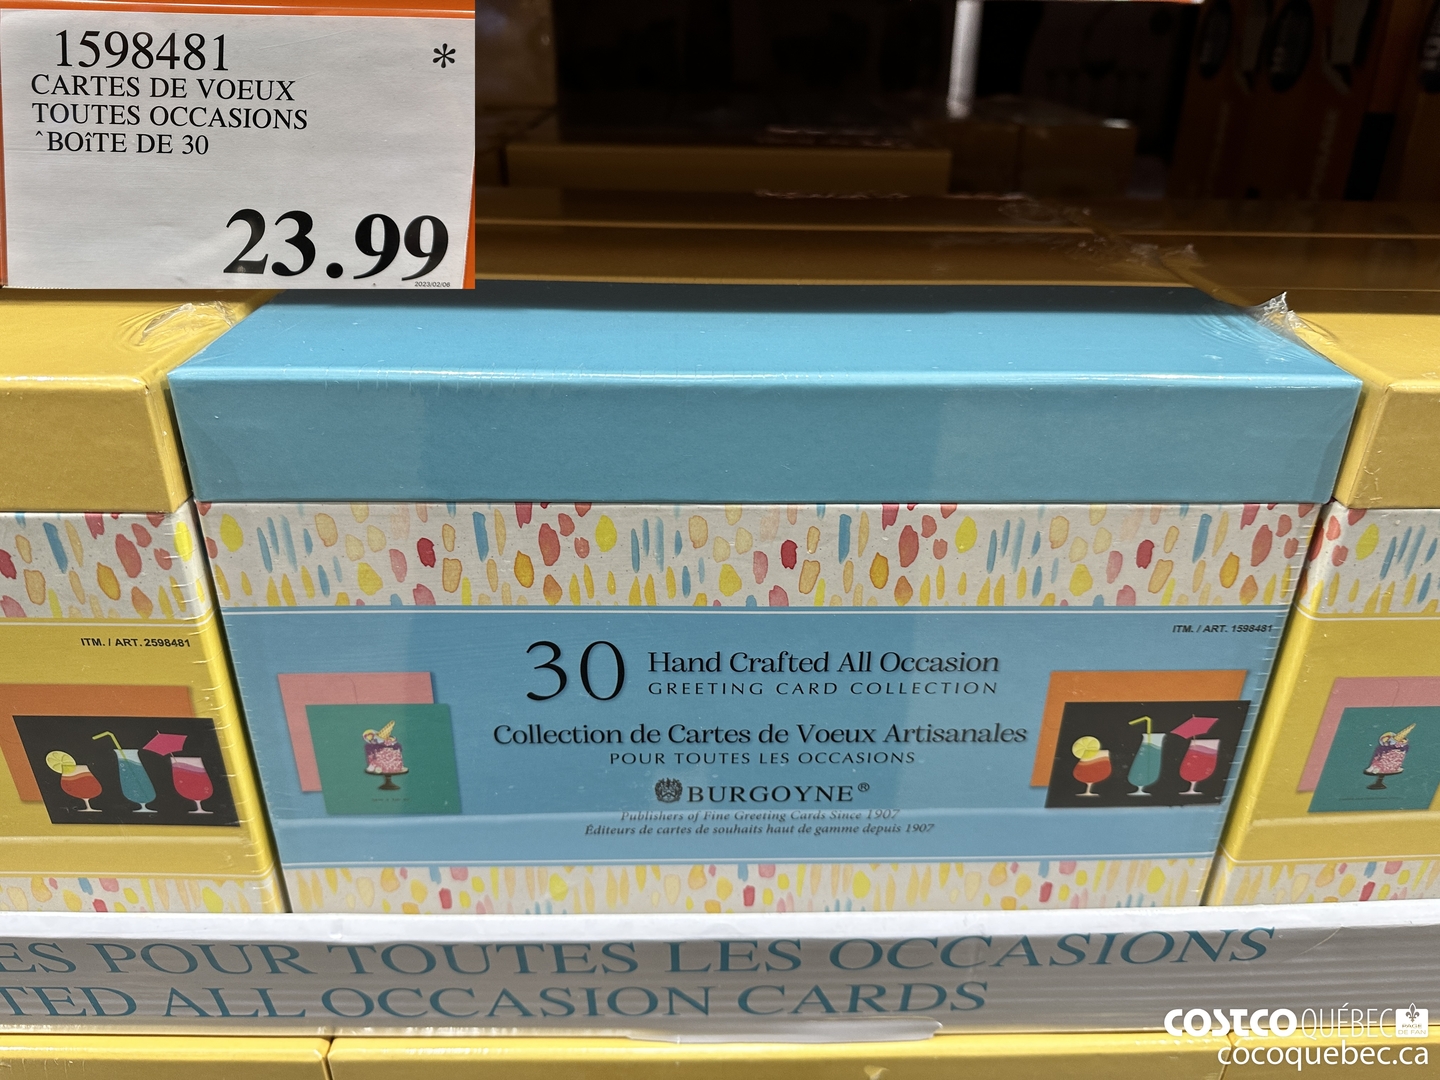 1598481 *
CARTES DE VOEUX
TOUTES OCCASIONS
^BOîTE DE 30
23.99
2023/02/08
ITM. / ART. 2598481
ITM. / ART. 1598481
30 Hand Crafted All Occasion
GREETING CARD COLLECTION
Collection de Cartes de Voeux Artisanales
POUR TOUTES LES OCCASIONS
BURGOYNE®
Publishers of Fine Greeting Cards Since 1907
Éditeurs de cartes de souhaits haut de gamme depuis 1907
ES POUR TOUTES LES OCCASIONS
TED ALL OCCASION CARDS
COSTCO QUÉBEC PAGE DE FAN
cocoquebec.ca